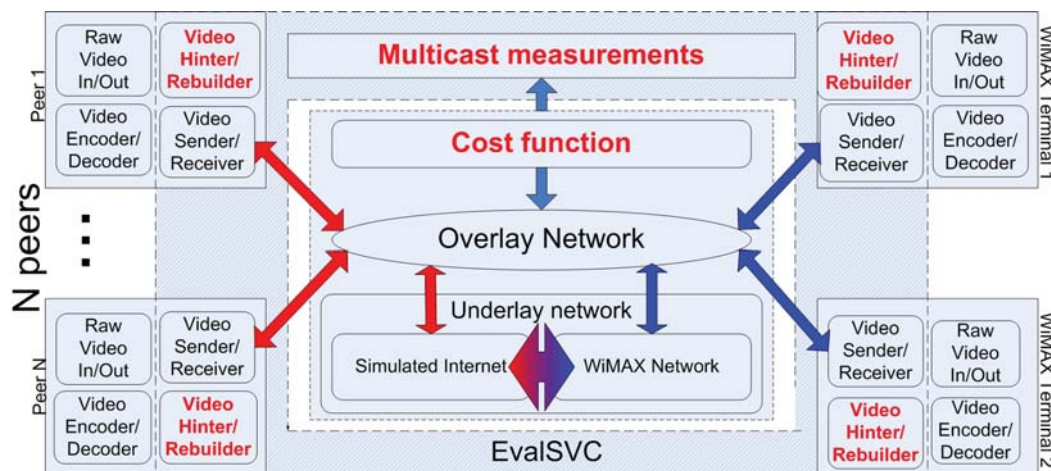 Peer 1
Raw
Video
In/Out
Video
Hinter/
Rebuilder
Video
Encoder/
Decoder
Video
Sender/
Receiver
Multicast measurements
Cost function
Video
Hinter/
Rebuilder
Raw
Video
In/Out
Video
Sender/
Receiver
Video
Encoder/
Decoder
WiMAX Terminal 1
N peers
Overlay Network
Underlay network
Simulated Internet
WiMAX Network
Peer N
Raw
Video
In/Out
Video
Sender/
Receiver
Video
Encoder/
Decoder
Video
Hinter/
Rebuilder
Video
Sender/
Receiver
Raw
Video
In/Out
Video
Hinter/
Rebuilder
Video
Encoder/
Decoder
WiMAX Terminal 2
EvalSVC